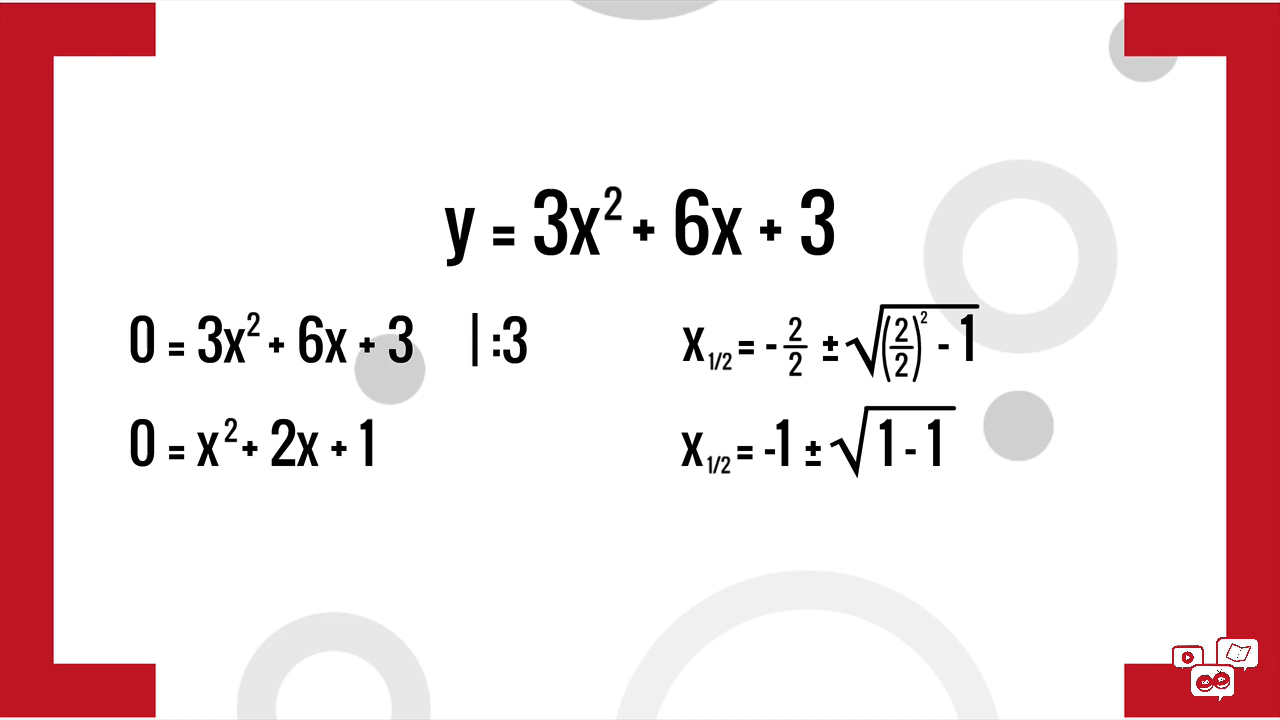 y = 3x² + 6x + 3
0 = 3x² + 6x + 3 | :3
0 = x² + 2x + 1
x₁/₂ = - 2/2 ± √((2/2)² - 1)
x₁/₂ = -1 ± √(1 - 1)